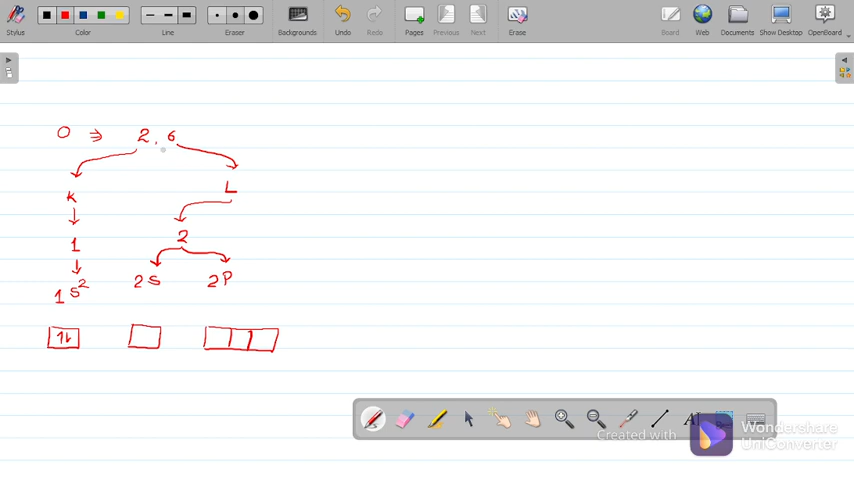 Stylus Color Line Eraser Backgrounds Undo Redo Pages Previous Next Erase Board Web Documents Show Desktop OpenBoard
O ⇒ 2, 6
K L
1 2
1S² 2S 2P
↑↓
Created with Wondershare UniConverter